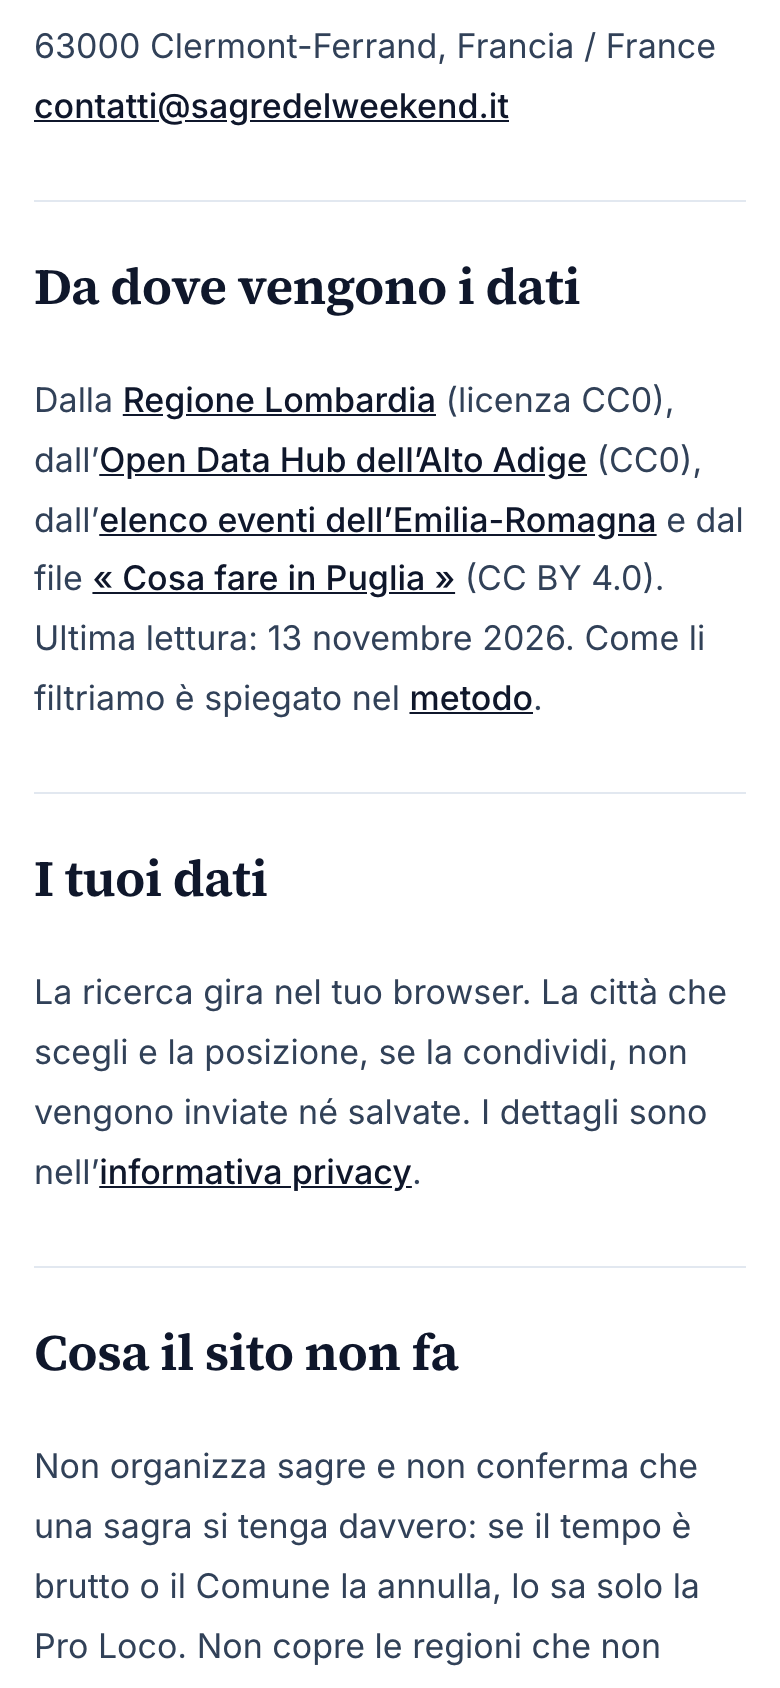 63000 Clermont-Ferrand, Francia / France
contatti@sagredelweekend.it
Da dove vengono i dati
Dalla Regione Lombardia (licenza CC0),
dall’Open Data Hub dell’Alto Adige (CC0),
dall’elenco eventi dell’Emilia-Romagna e dal
file « Cosa fare in Puglia » (CC BY 4.0).
Ultima lettura: 13 novembre 2026. Come li
filtriamo è spiegato nel metodo.
I tuoi dati
La ricerca gira nel tuo browser. La città che
scegli e la posizione, se la condividi, non
vengono inviate né salvate. I dettagli sono
nell’informativa privacy.
Cosa il sito non fa
Non organizza sagre e non conferma che
una sagra si tenga davvero: se il tempo è
brutto o il Comune la annulla, lo sa solo la
Pro Loco. Non copre le regioni che non